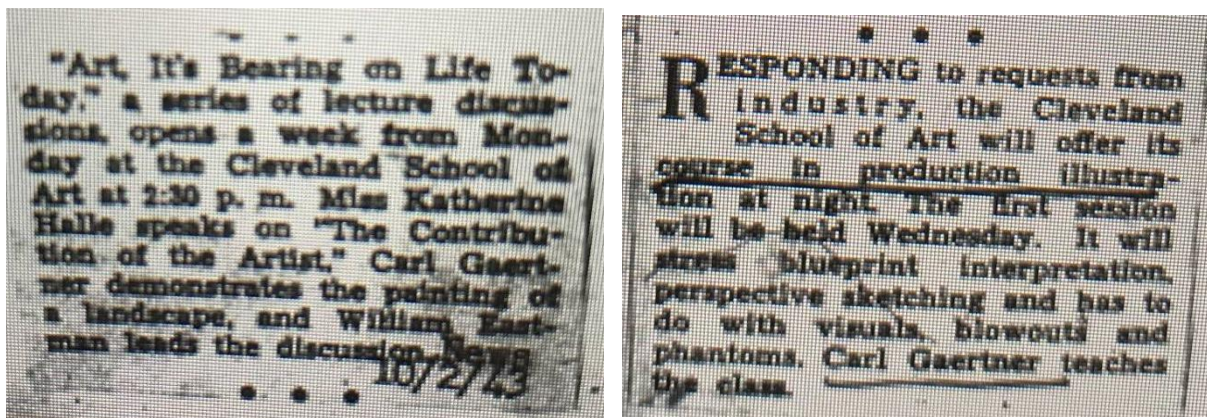 "Art, It's Bearing on Life To-
day," a series of lecture discus-
sions, opens a week from Mon-
day at the Cleveland School of
Art at 2:30 p. m. Miss Katherine
Halle speaks on "The Contribu-
tion of the Artist," Carl Gaert-
ner demonstrates the painting of
a landscape, and William East-
man leads the discussion. News
10/2/43
RESPONDING to requests from
industry, the Cleveland
School of Art will offer its
course in production illustra-
tion at night. The first session
will be held Wednesday. It will
stress blueprint interpretation,
perspective sketching and has to
do with visuals, blowouts and
phantoms. Carl Gaertner teaches
the class.